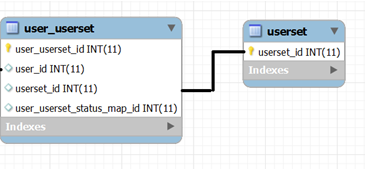 user_userset
user_userset_id INT(11)
user_id INT(11)
userset_id INT(11)
user_userset_status_map_id INT(11)
Indexes
userset
userset_id INT(11)
Indexes